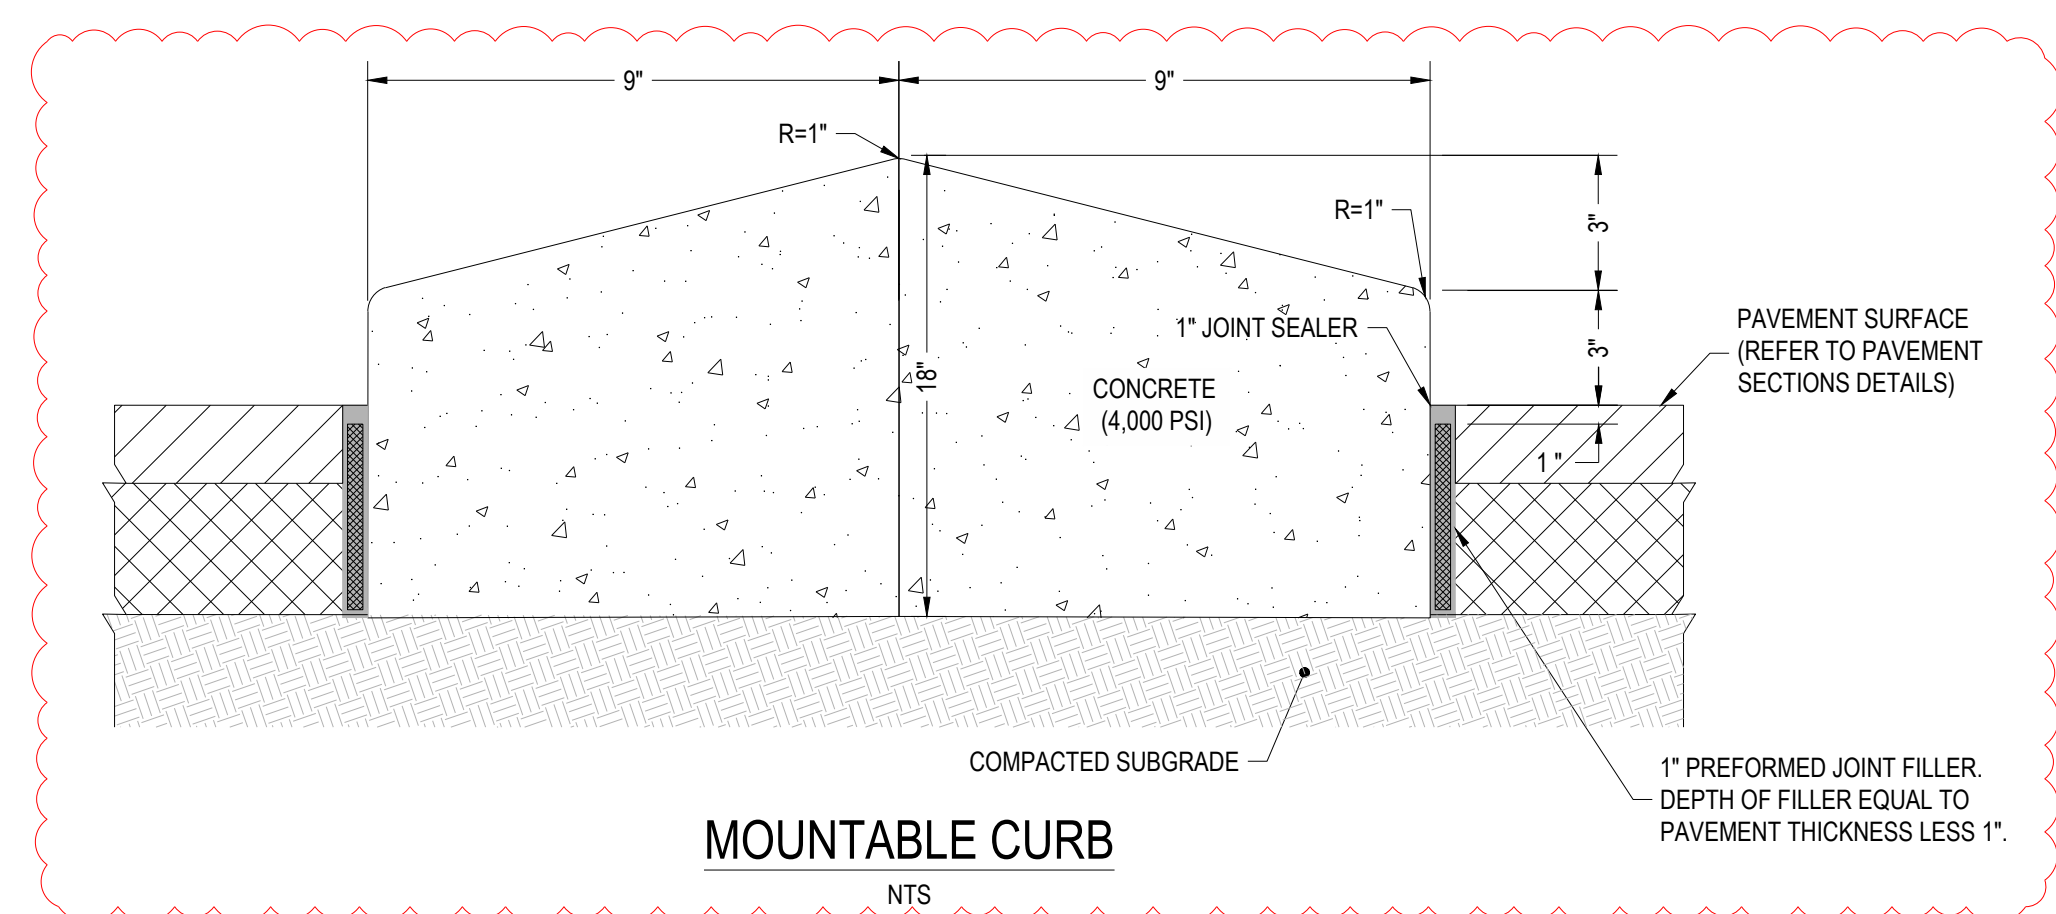 9"
9"
R=1"
R=1"
3"
1" JOINT SEALER
3"
18"
PAVEMENT SURFACE
(REFER TO PAVEMENT
SECTIONS DETAILS)
CONCRETE
(4,000 PSI)
1 "
COMPACTED SUBGRADE
1" PREFORMED JOINT FILLER.
DEPTH OF FILLER EQUAL TO
PAVEMENT THICKNESS LESS 1".
MOUNTABLE CURB
NTS